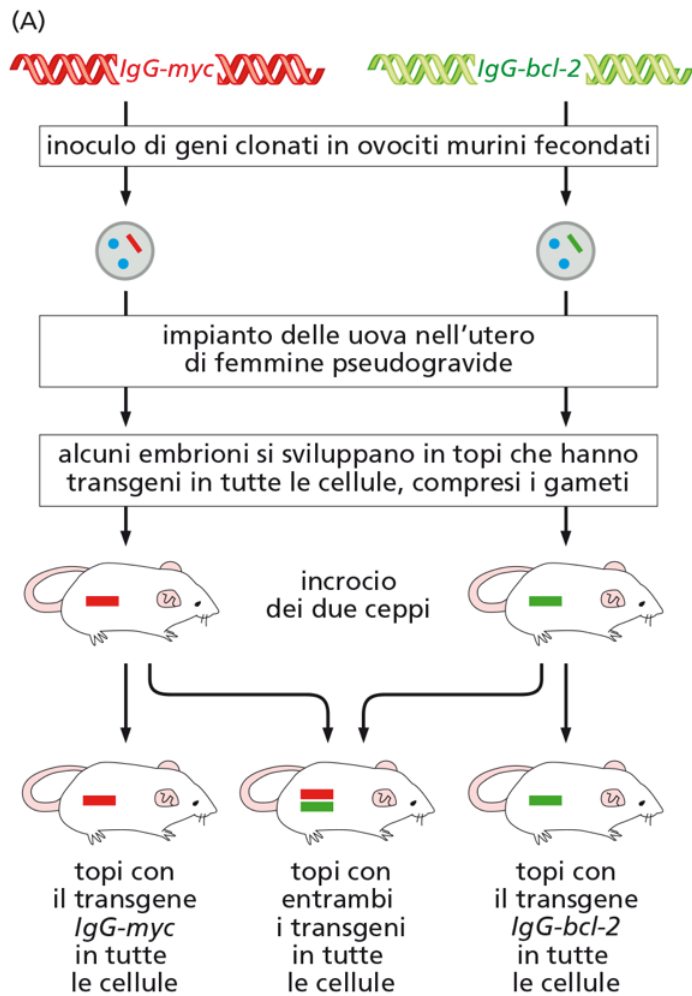 (A)
IgG-myc
IgG-bcl-2
inoculo di geni clonati in ovociti murini fecondati
impianto delle uova nell'utero
di femmine pseudogravide
alcuni embrioni si sviluppano in topi che hanno
transgeni in tutte le cellule, compresi i gameti
incrocio
dei due ceppi
topi con
il transgene
IgG-myc
in tutte
le cellule
topi con
entrambi
i transgeni
in tutte
le cellule
topi con
il transgene
IgG-bcl-2
in tutte
le cellule